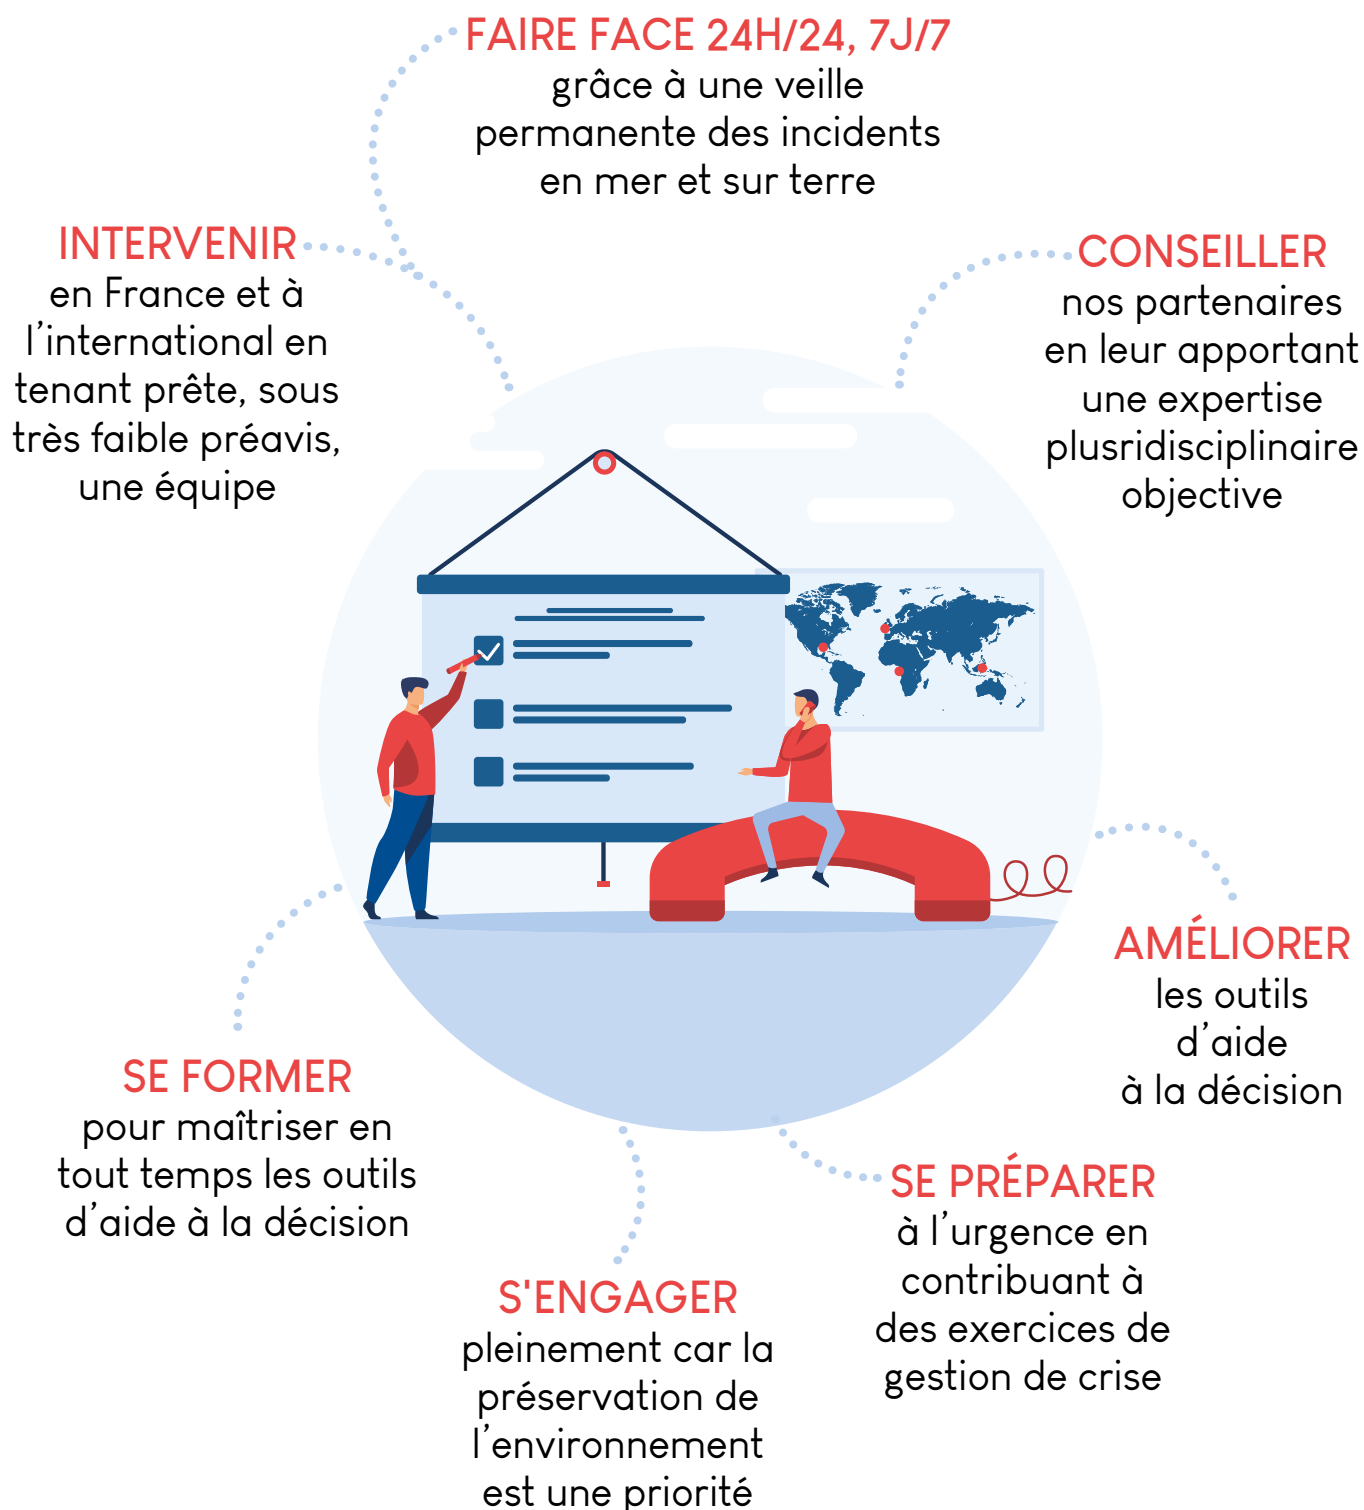 FAIRE FACE 24H/24, 7J/7
grâce à une veille
permanente des incidents
en mer et sur terre
INTERVENIR
en France et à
l'international en
tenant prête, sous
très faible préavis,
une équipe
CONSEILLER
nos partenaires
en leur apportant
une expertise
plusridisciplinaire
objective
AMÉLIORER
les outils
d'aide
à la décision
SE FORMER
pour maîtriser en
tout temps les outils
d'aide à la décision
SE PRÉPARER
à l'urgence en
contribuant à
des exercices de
gestion de crise
S'ENGAGER
pleinement car la
préservation de
l'environnement
est une priorité